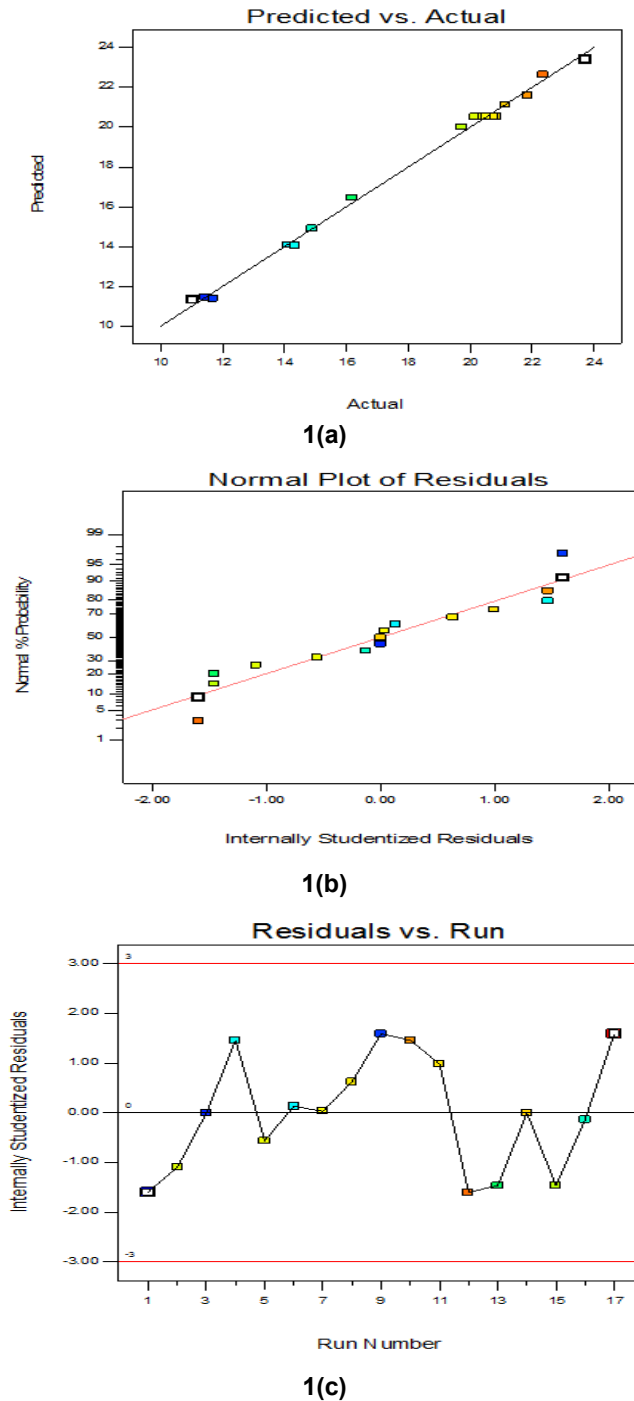 Predicted vs. Actual
Predicted
24
22
20
18
16
14
12
10
10 12 14 16 18 20 22 24
Actual
1(a)
Normal Plot of Residuals
Normal % Probability
99
95
90
80
70
50
30
20
10
5
1
-2.00 -1.00 0.00 1.00 2.00
Internally Studentized Residuals
1(b)
Residuals vs. Run
Internally Studentized Residuals
3.00
2.00
1.00
0.00
-1.00
-2.00
-3.00
3
0
-3
1 3 5 7 9 11 13 15 17
Run Number
1(c)